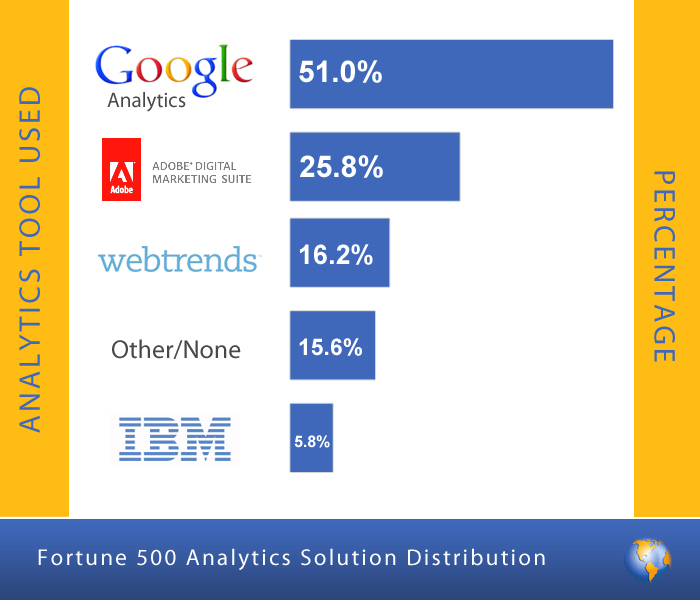 ANALYTICS TOOL USED
Google
Analytics
51.0%
Adobe
ADOBE® DIGITAL
MARKETING SUITE
25.8%
webtrends™
16.2%
Other/None
15.6%
IBM
5.8%
PERCENTAGE
Fortune 500 Analytics Solution Distribution